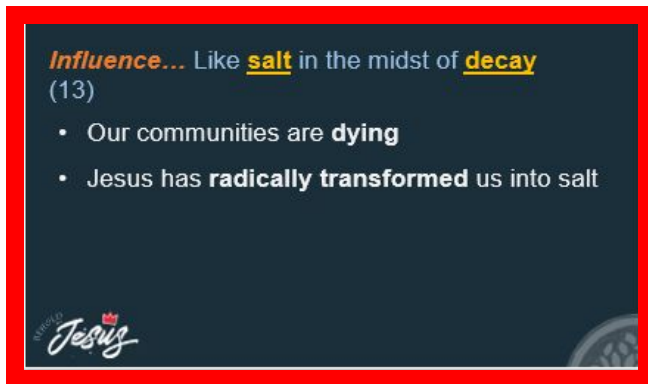 Influence... Like salt in the midst of decay
(13)
• Our communities are dying
• Jesus has radically transformed us into salt
BEHOLD
Jesus